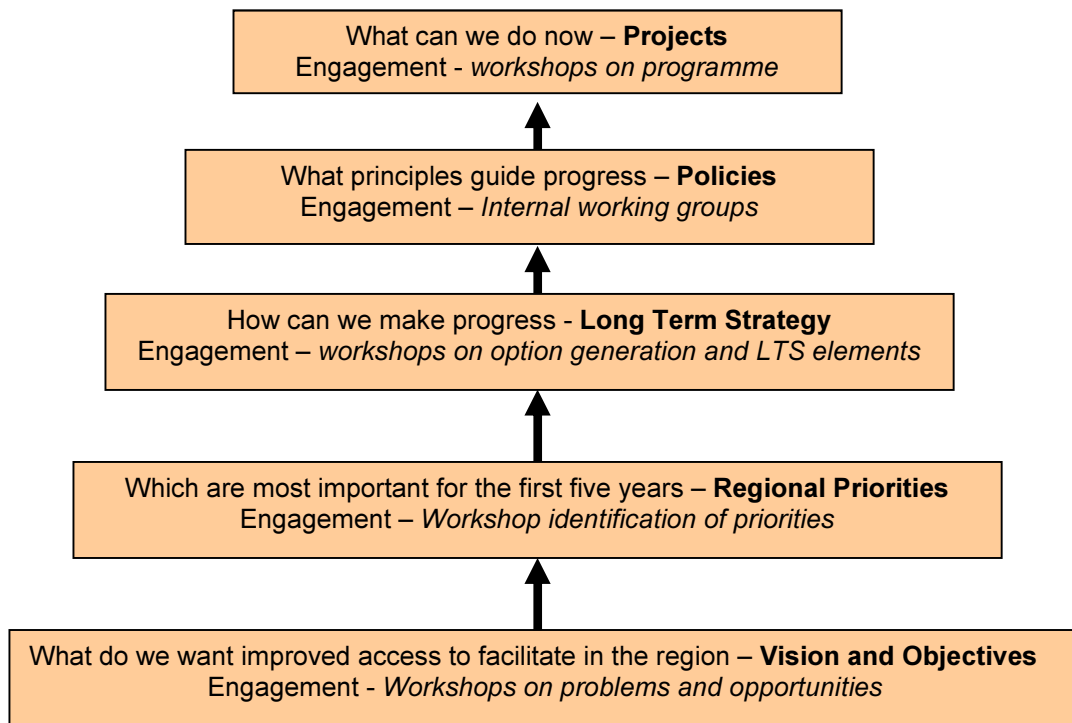 What can we do now – Projects
Engagement - workshops on programme
What principles guide progress – Policies
Engagement – Internal working groups
How can we make progress - Long Term Strategy
Engagement – workshops on option generation and LTS elements
Which are most important for the first five years – Regional Priorities
Engagement – Workshop identification of priorities
What do we want improved access to facilitate in the region – Vision and Objectives
Engagement - Workshops on problems and opportunities